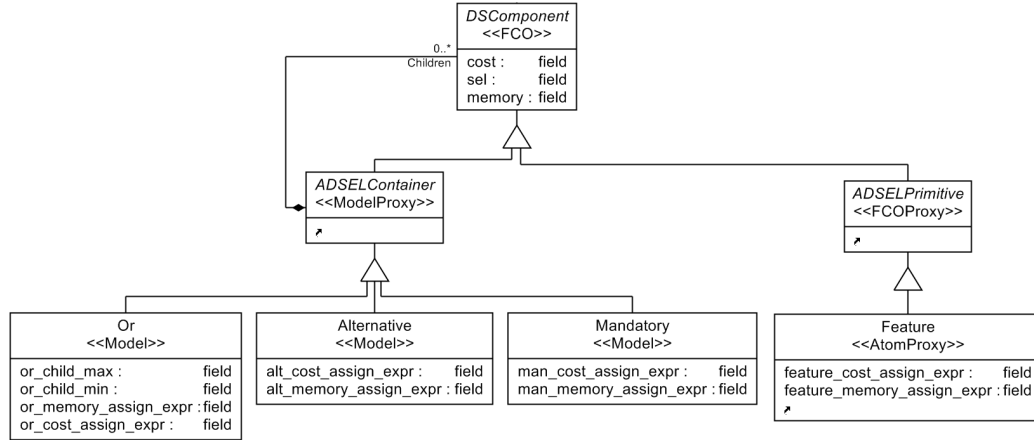 DSComponent
<<FCO>>
cost : field
sel : field
memory : field
0..*
Children
ADSELContainer
<<ModelProxy>>
ADSELPrimitive
<<FCOProxy>>
Or
<<Model>>
or_child_max : field
or_child_min : field
or_memory_assign_expr : field
or_cost_assign_expr : field
Alternative
<<Model>>
alt_cost_assign_expr : field
alt_memory_assign_expr : field
Mandatory
<<Model>>
man_cost_assign_expr : field
man_memory_assign_expr : field
Feature
<<AtomProxy>>
feature_cost_assign_expr : field
feature_memory_assign_expr : field